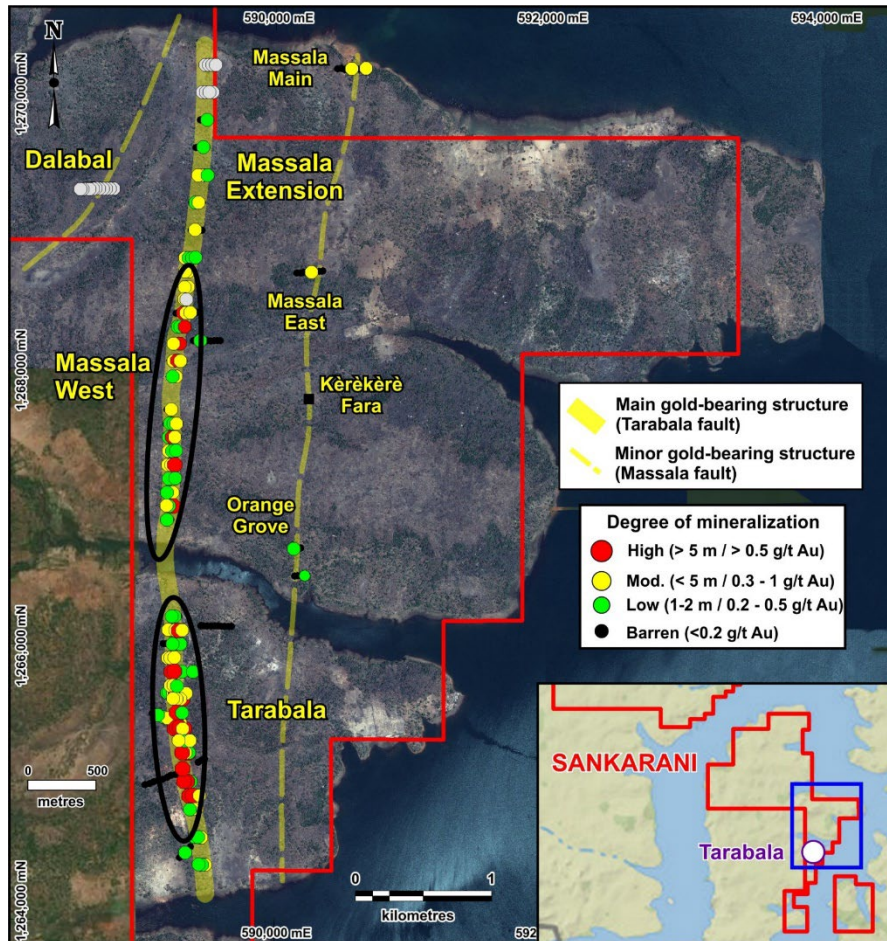 590,000 mE
592,000 mE
594,000 mE
N
1,270,000 mN
1,268,000 mN
1,266,000 mN
1,264,000 mN
Massala
Main
Dalabal
Massala
Extension
Massala
East
Massala
West
Kèrèkèrè
Fara
Orange
Grove
Tarabala
Main gold-bearing structure
(Tarabala fault)
Minor gold-bearing structure
(Massala fault)
Degree of mineralization
High (> 5 m / > 0.5 g/t Au)
Mod. (< 5 m / 0.3 - 1 g/t Au)
Low (1-2 m / 0.2 - 0.5 g/t Au)
Barren (<0.2 g/t Au)
0 500
metres
0 1
kilometres
590,000 mE
592
SANKARANI
Tarabala